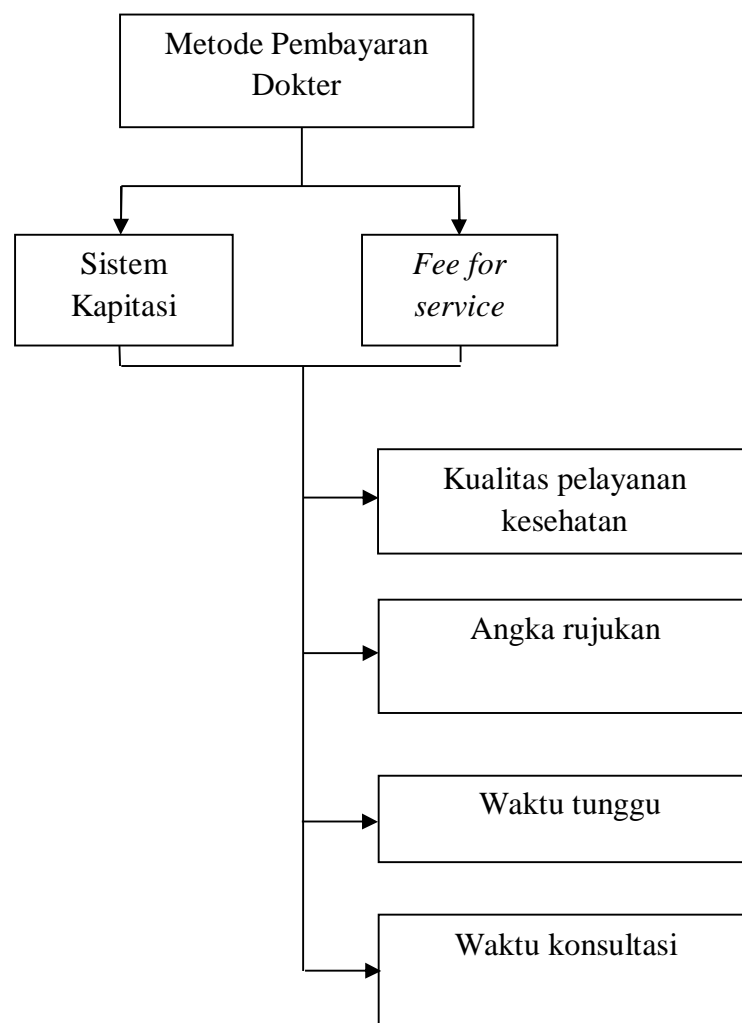 Metode Pembayaran
Dokter
Sistem
Kapitasi
Fee for
service
Kualitas pelayanan
kesehatan
Angka rujukan
Waktu tunggu
Waktu konsultasi